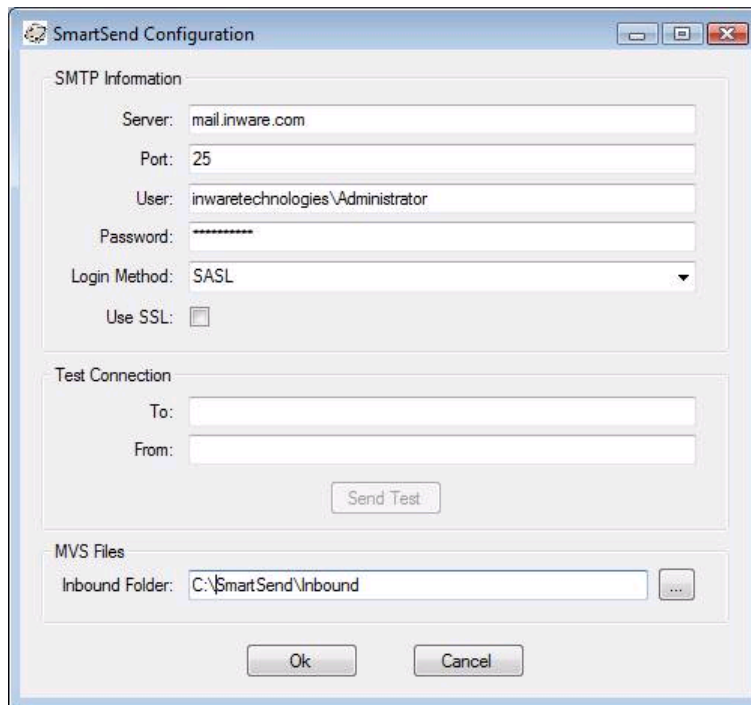 SmartSend Configuration
SMTP Information
Server: mail.inware.com
Port: 25
User: inwaretechnologies\Administrator
Password: **********
Login Method: SASL
Use SSL:
Test Connection
To:
From:
Send Test
MVS Files
Inbound Folder: C:\SmartSend\Inbound ...
Ok Cancel